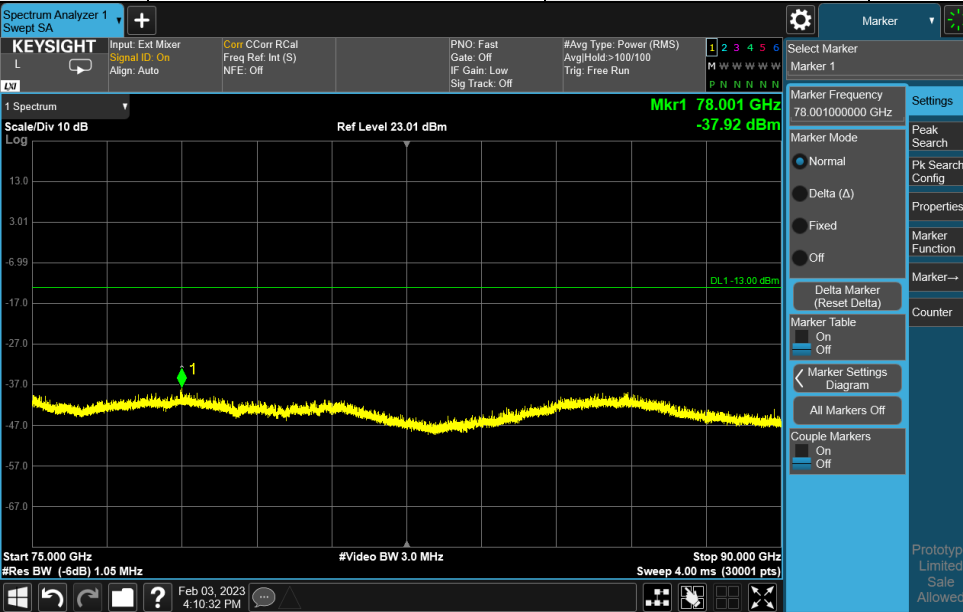 Spectrum Analyzer 1
Swept SA
+
Marker
KEYSIGHT
L
LXI
Input: Ext Mixer
Signal ID: On
Align: Auto
Corr CCorr RCal
Freq Ref: Int (S)
NFE: Off
PNO: Fast
Gate: Off
IF Gain: Low
Sig Track: Off
#Avg Type: Power (RMS)
Avg|Hold:>100/100
Trig: Free Run
1 2 3 4 5 6
M W W W W W
P N N N N N
Select Marker
Marker 1
1 Spectrum
Mkr1 78.001 GHz
-37.92 dBm
Scale/Div 10 dB
Ref Level 23.01 dBm
Log
13.0
3.01
-6.99
-17.0
-27.0
-37.0
-47.0
-57.0
-67.0
DL1 -13.00 dBm
1
Start 75.000 GHz
#Video BW 3.0 MHz
Stop 90.000 GHz
#Res BW (-6dB) 1.05 MHz
Sweep 4.00 ms (30001 pts)
Marker Frequency
78.001000000 GHz
Marker Mode
Normal
Delta (Δ)
Fixed
Off
Delta Marker
(Reset Delta)
Marker Table
On
Off
Marker Settings
Diagram
All Markers Off
Couple Markers
On
Off
Settings
Peak
Search
Pk Search
Config
Properties
Marker
Function
Marker→
Counter
Prototyp
Limited
Sale
Allowed
?
Feb 03, 2023
4:10:32 PM